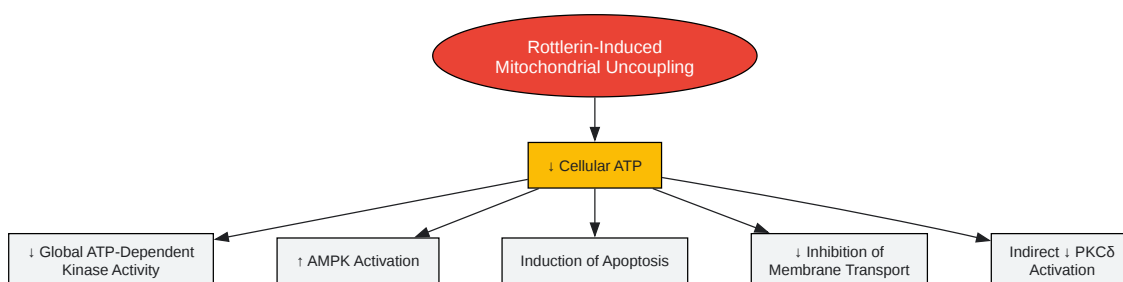 Rottlerin-Induced
Mitochondrial Uncoupling
↓ Cellular ATP
↓ Global ATP-Dependent
Kinase Activity
↑ AMPK Activation
Induction of Apoptosis
↓ Inhibition of
Membrane Transport
Indirect ↓ PKCδ
Activation